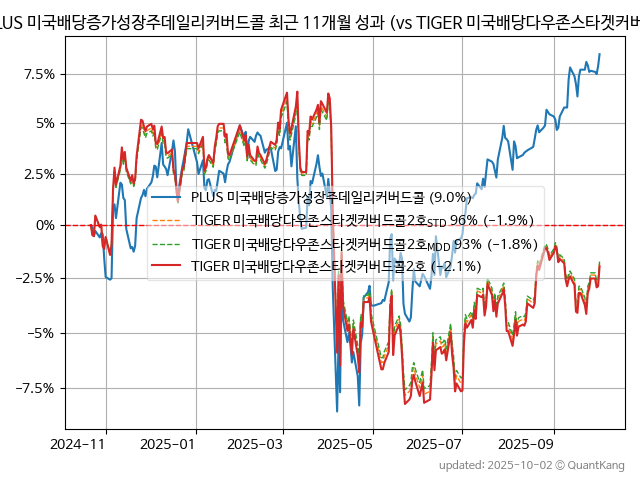 LUS 미국배당증가성장주데일리커버드콜 최근 11개월 성과 (vs TIGER 미국배당다우존스타겟커버
7.5%
5%
2.5%
0%
−2.5%
−5%
−7.5%
PLUS 미국배당증가성장주데일리커버드콜 (9.0%)
TIGER 미국배당다우존스타겟커버드콜2호STD 96% (−1.9%)
TIGER 미국배당다우존스타겟커버드콜2호MDD 93% (−1.8%)
TIGER 미국배당다우존스타겟커버드콜2호 (−2.1%)
2024-11 2025-01 2025-03 2025-05 2025-07 2025-09
updated: 2025-10-02 © QuantKang